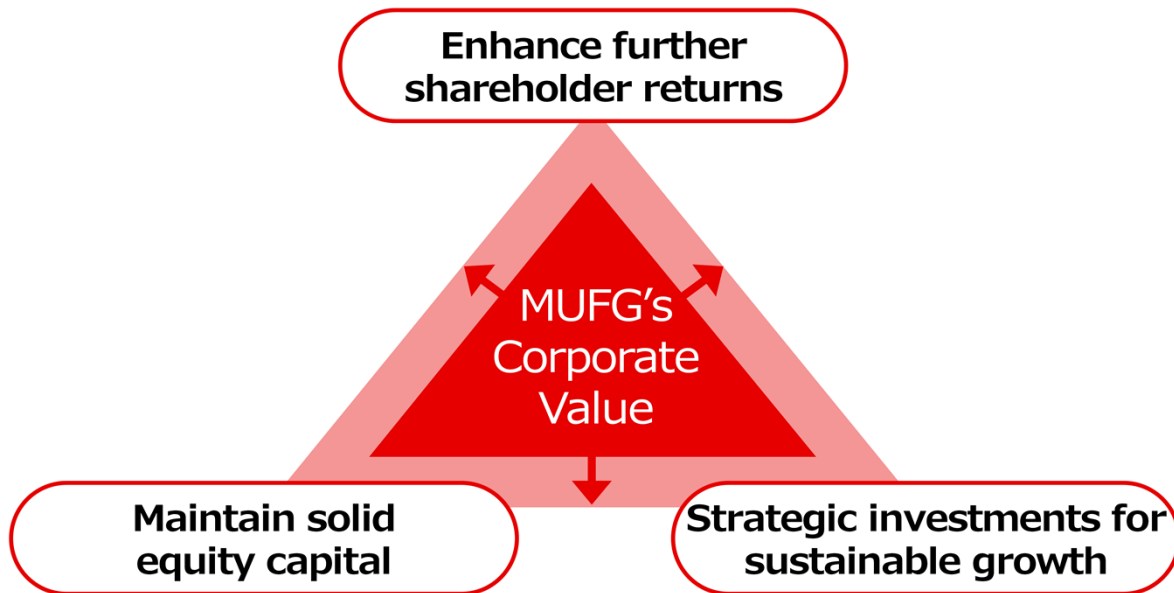 Enhance further
shareholder returns
MUFG's
Corporate
Value
Maintain solid
equity capital
Strategic investments for
sustainable growth